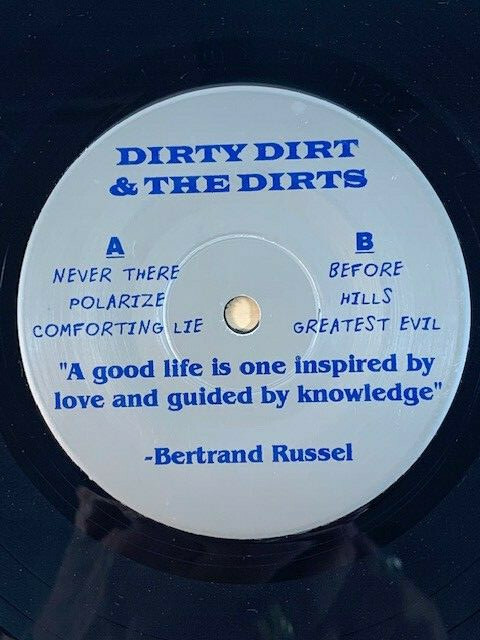 DIRTY DIRT
& THE DIRTS
A
NEVER THERE
POLARIZE
COMFORTING LIE
B
BEFORE
HILLS
GREATEST EVIL
"A good life is one inspired by
love and guided by knowledge"
-Bertrand Russel